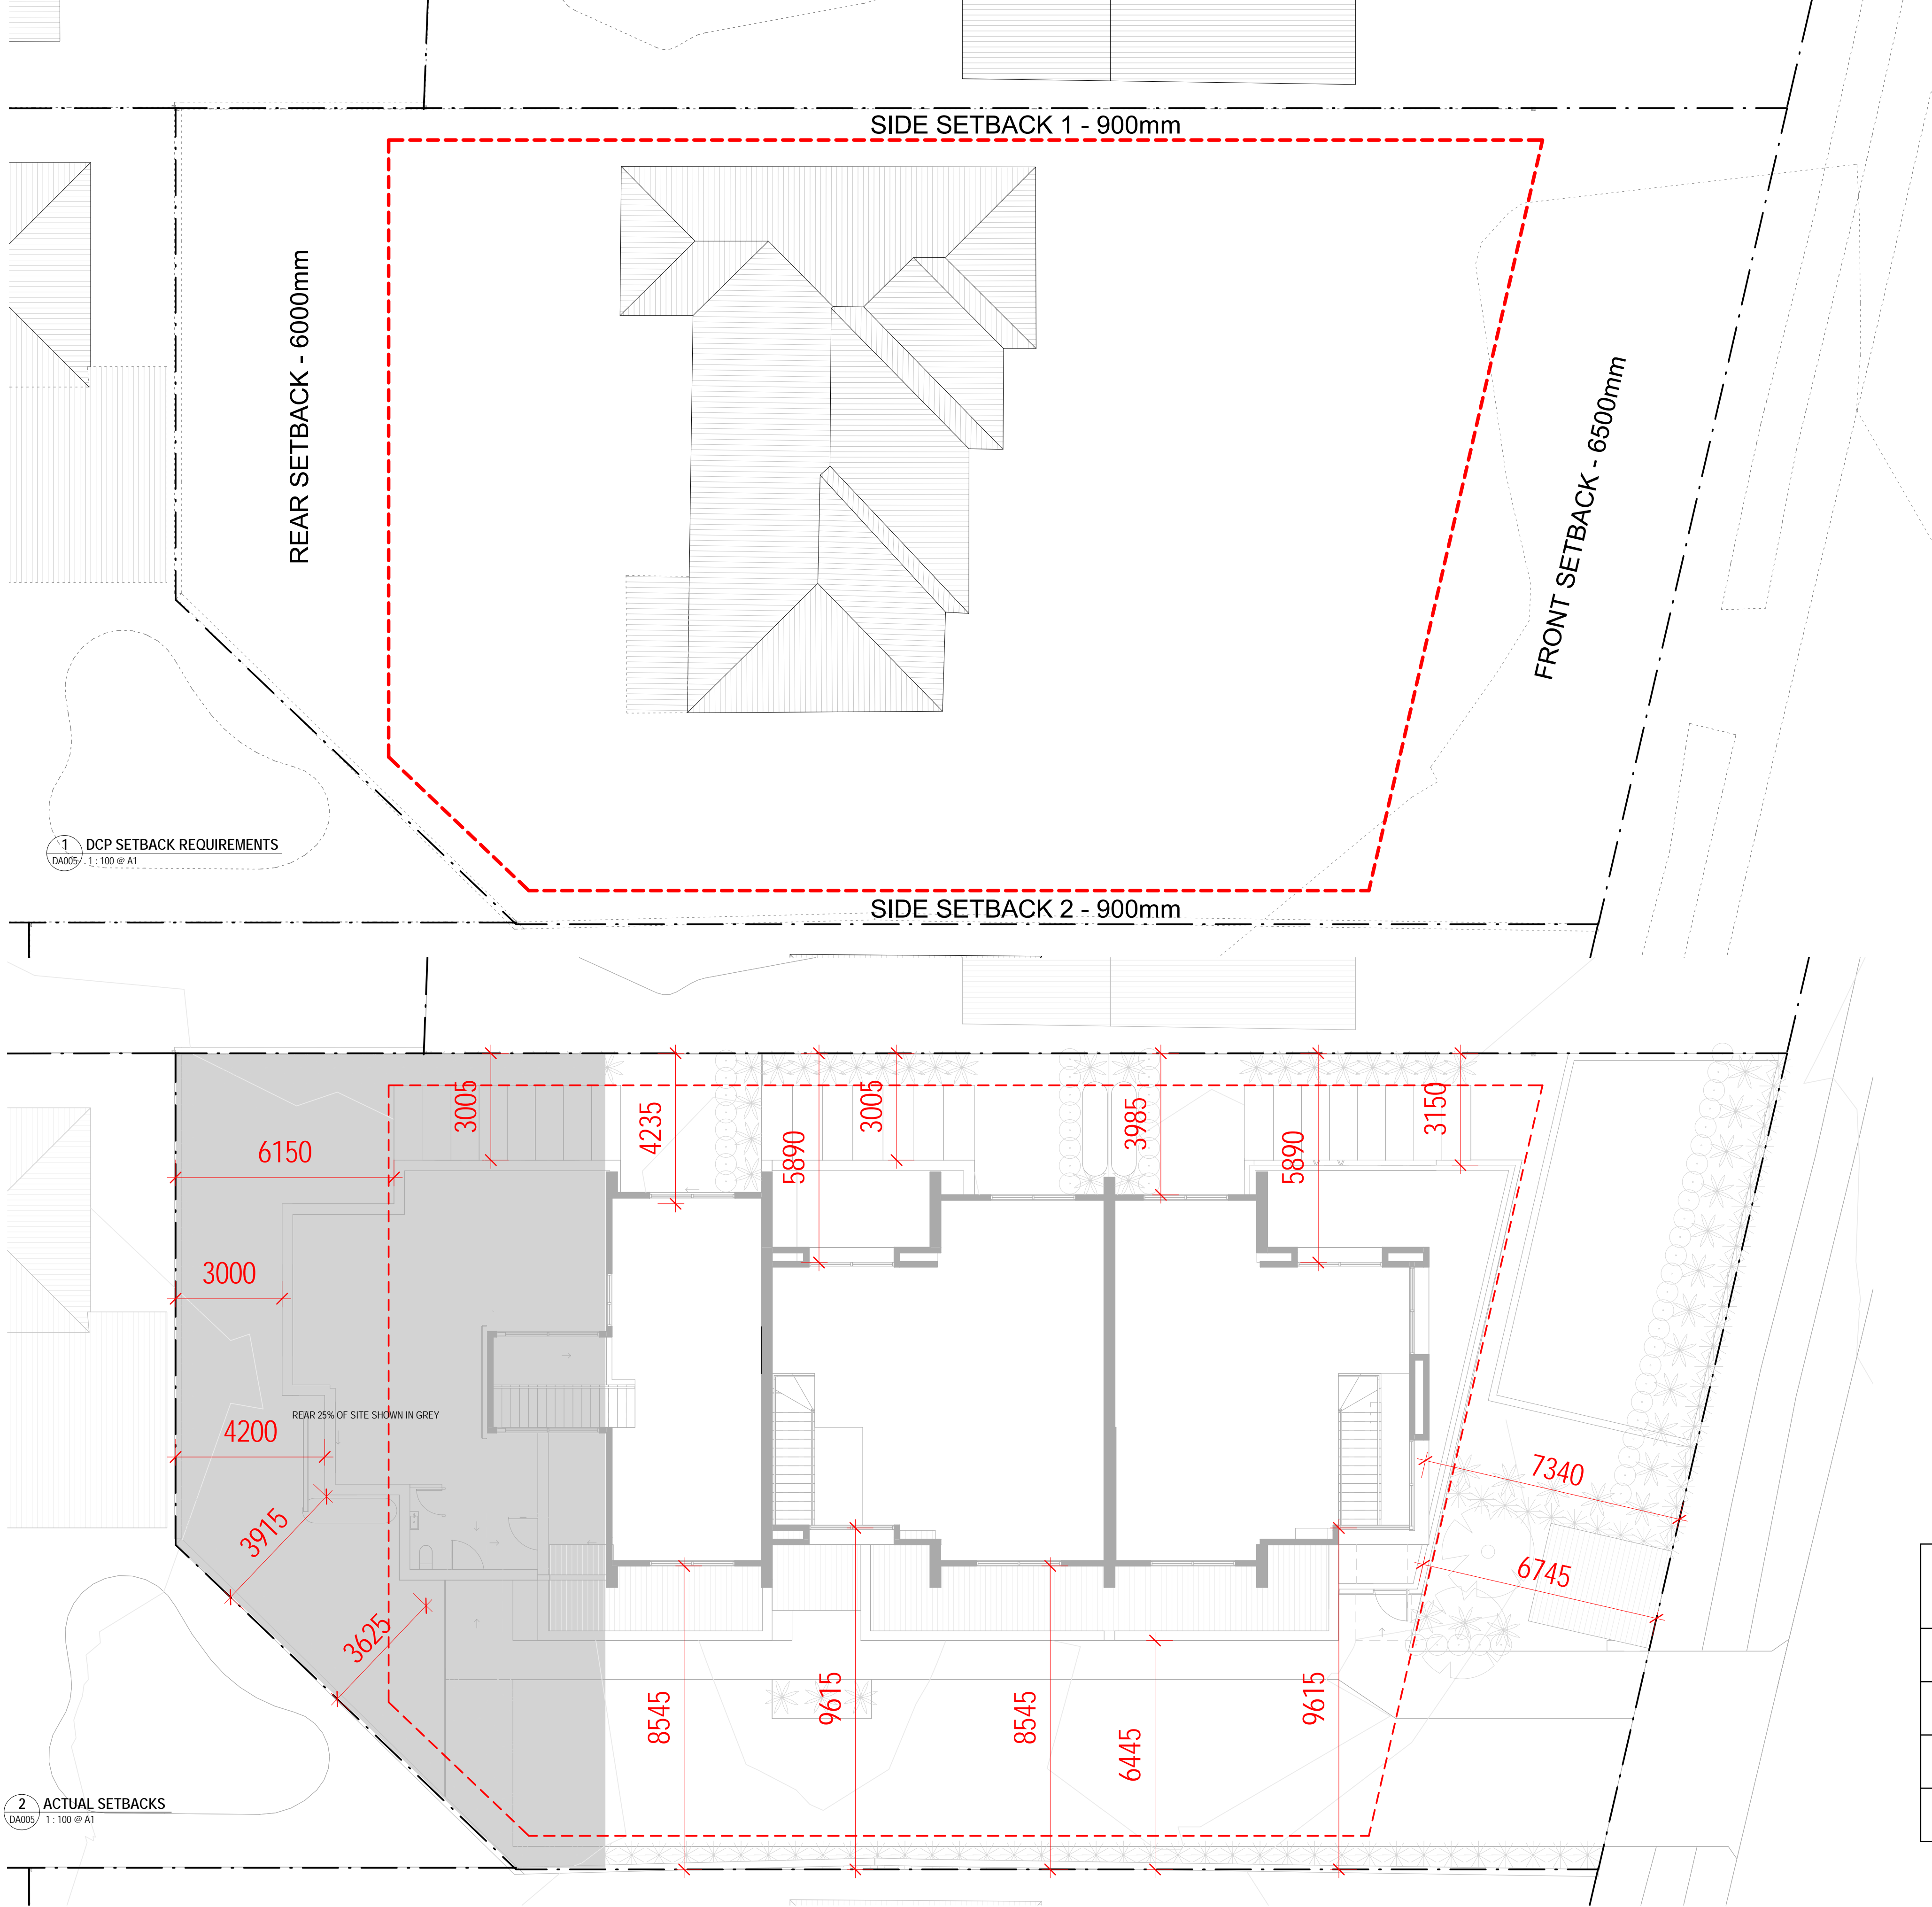 SIDE SETBACK 1 - 900mm
REAR SETBACK - 6000mm
FRONT SETBACK - 6500mm
1 DCP SETBACK REQUIREMENTS
DA005 1 : 100 @ A1
SIDE SETBACK 2 - 900mm
3005
4235
5890
3005
3985
5890
3150
6150
3000
REAR 25% OF SITE SHOWN IN GREY
4200
3915
3625
7340
6745
8545
9615
8545
6445
9615
2 ACTUAL SETBACKS
DA005 1 : 100 @ A1